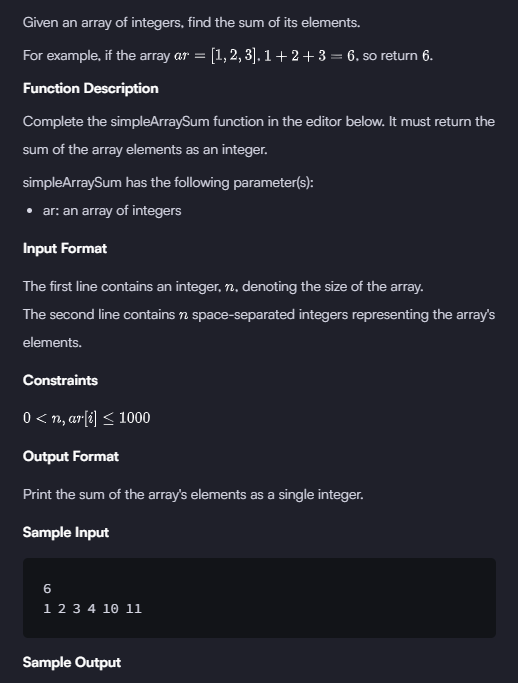 Given an array of integers, find the sum of its elements.
For example, if the array ar = [1, 2, 3], 1 + 2 + 3 = 6, so return 6.
Function Description
Complete the simpleArraySum function in the editor below. It must return the
sum of the array elements as an integer.
simpleArraySum has the following parameter(s):
• ar: an array of integers
Input Format
The first line contains an integer, n, denoting the size of the array.
The second line contains n space-separated integers representing the array's
elements.
Constraints
0 < n, ar[i] ≤ 1000
Output Format
Print the sum of the array's elements as a single integer.
Sample Input
6
1 2 3 4 10 11
Sample Output